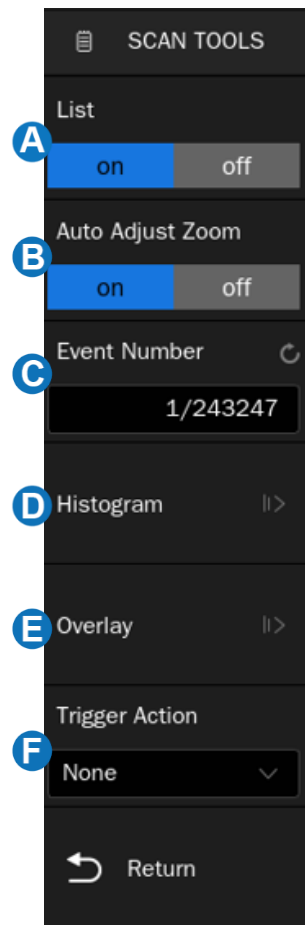 SCAN TOOLS
List
A
on off
Auto Adjust Zoom
B
on off
Event Number
C
1/243247
D Histogram
E Overlay
Trigger Action
F
None
Return